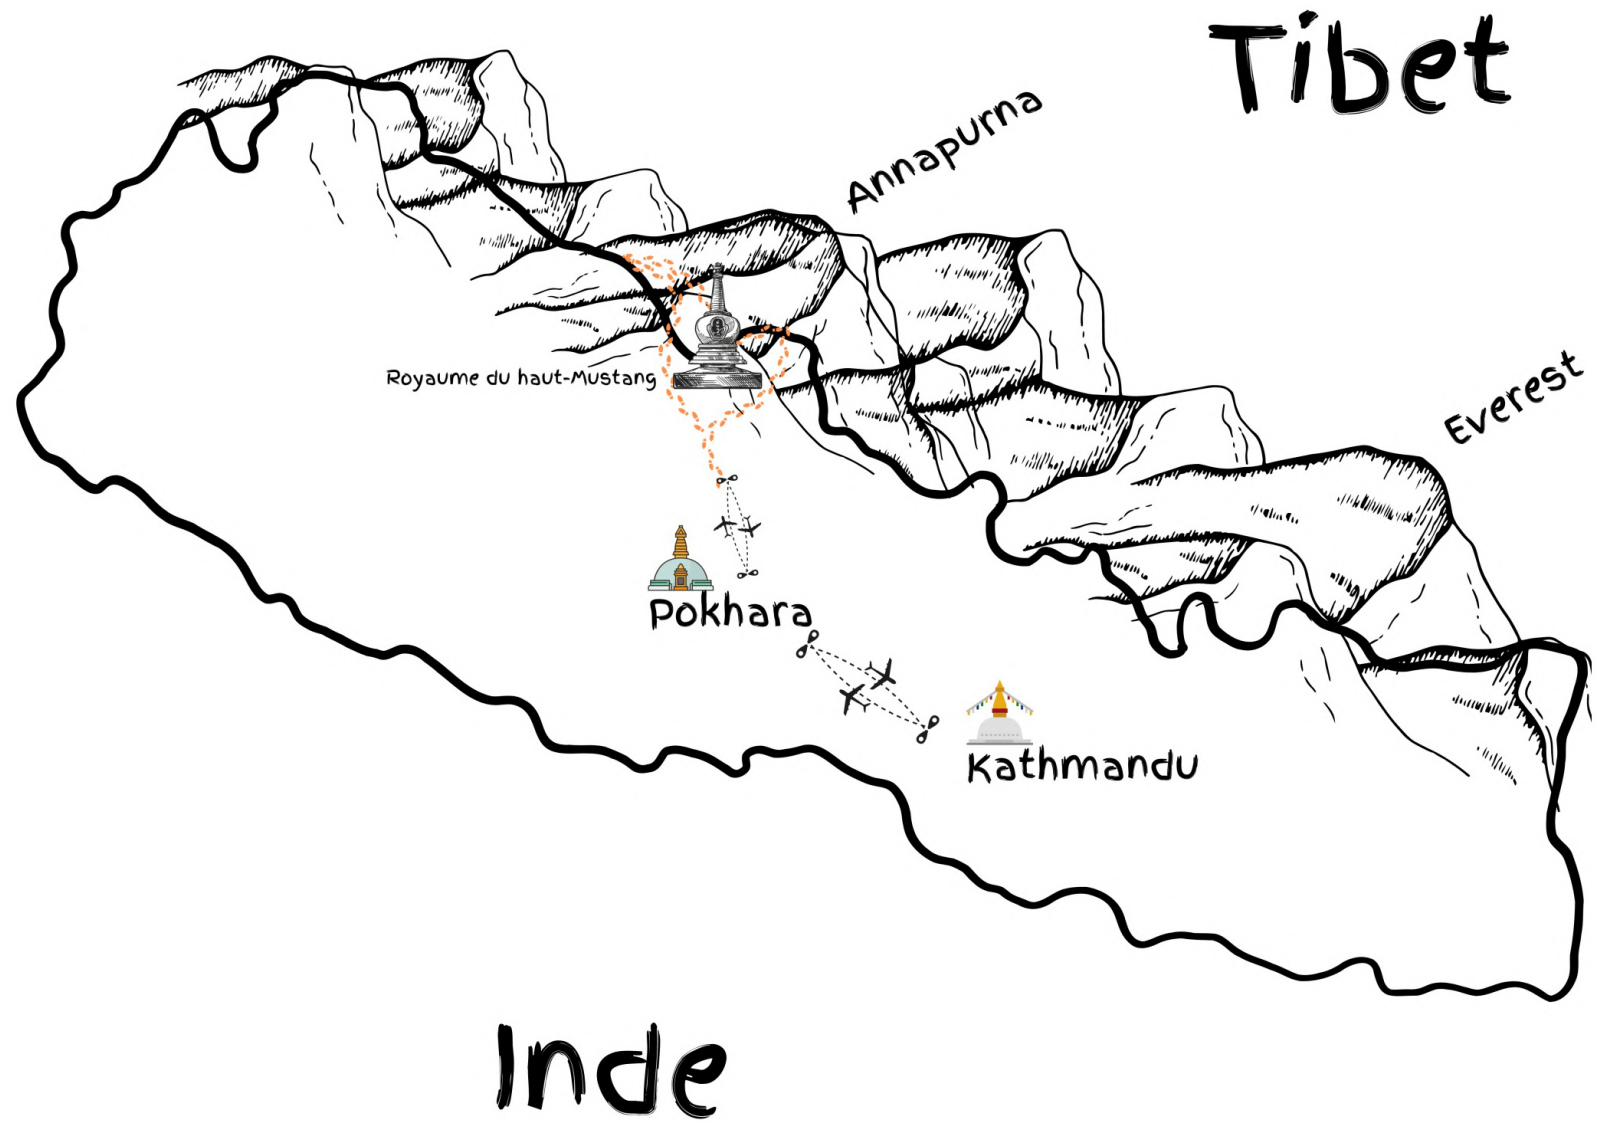 Tibet
Annapurna
Everest
Royaume du haut-Mustang
Pokhara
Kathmandu
Inde